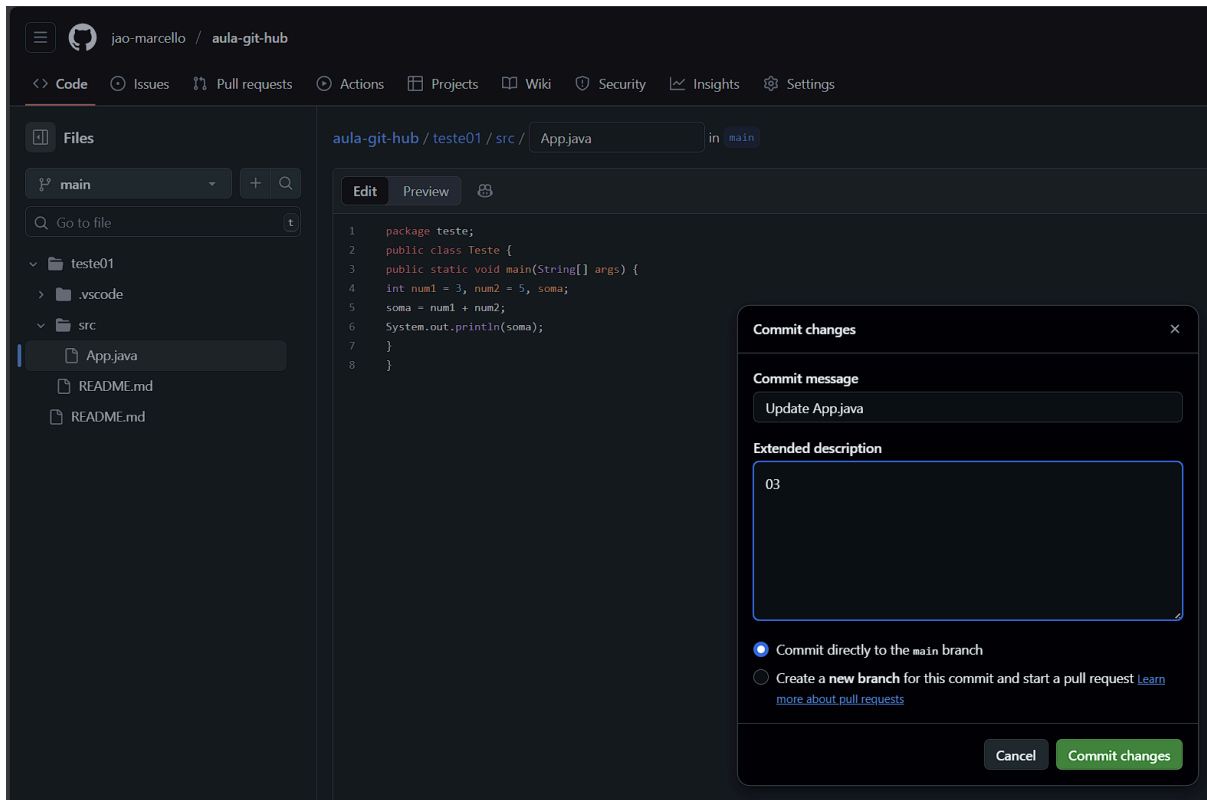 jao-marcello / aula-git-hub
Code Issues Pull requests Actions Projects Wiki Security Insights Settings
Files
main
Go to file t
teste01
.vscode
src
App.java
README.md
README.md
aula-git-hub / teste01 / src / App.java in main
Edit Preview
1 package teste;
2 public class Teste {
3 public static void main(String[] args) {
4 int num1 = 3, num2 = 5, soma;
5 soma = num1 + num2;
6 System.out.println(soma);
7 }
8 }
Commit changes
Commit message
Update App.java
Extended description
03
Commit directly to the main branch
Create a new branch for this commit and start a pull request Learn
more about pull requests
Cancel Commit changes